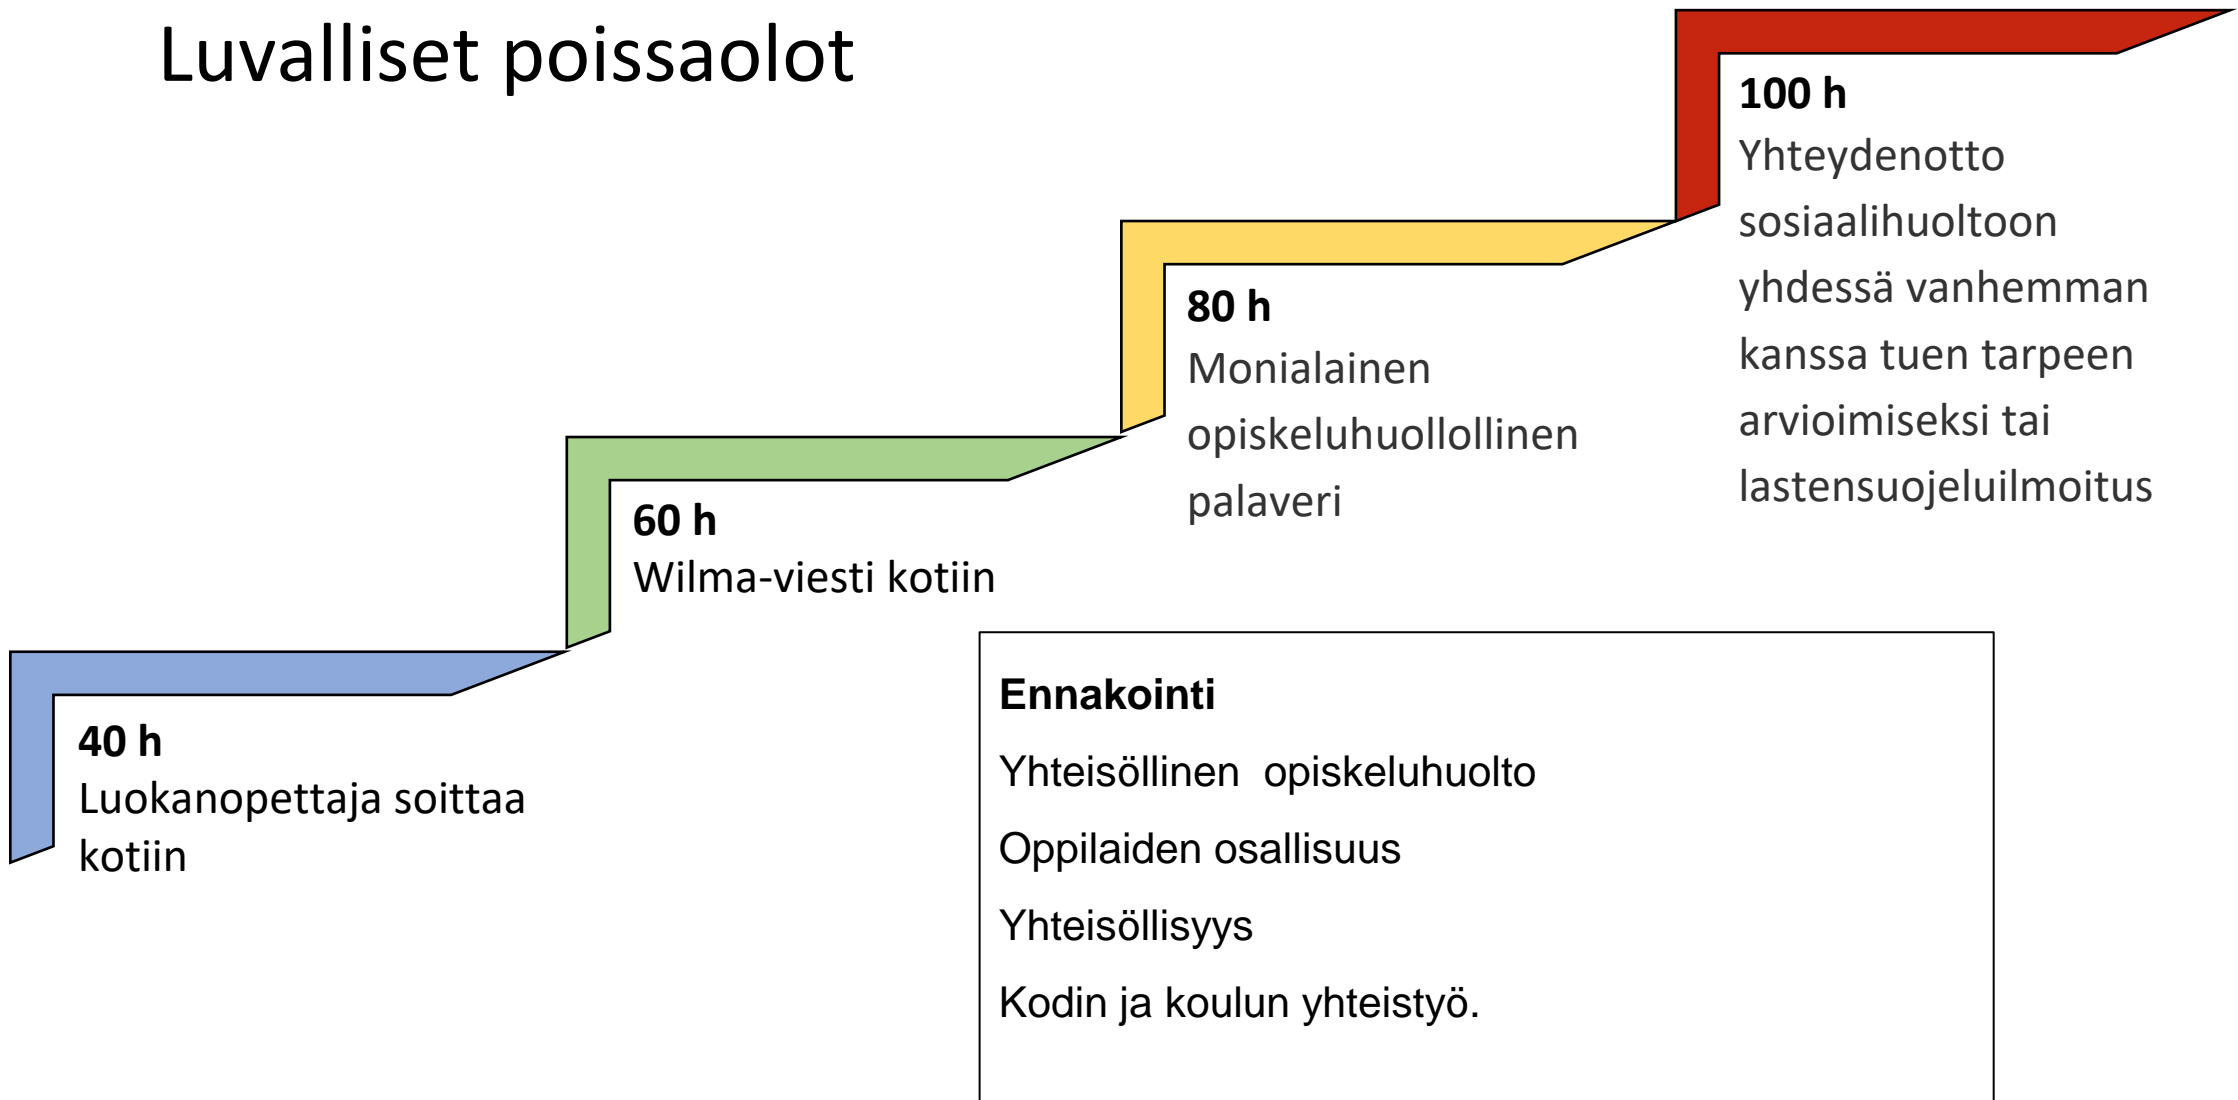 Luvalliset poissaolot
100 h
Yhteydenotto
sosiaalihuoltoon
yhdessä vanhemman
kanssa tuen tarpeen
arvioimiseksi tai
lastensuojeluilmoitus
80 h
Monialainen
opiskeluhuollollinen
palaveri
60 h
Wilma-viesti kotiin
40 h
Luokanopettaja soittaa
kotiin
Ennakointi
Yhteisöllinen  opiskeluhuolto
Oppilaiden osallisuus
Yhteisöllisyys
Kodin ja koulun yhteistyö.